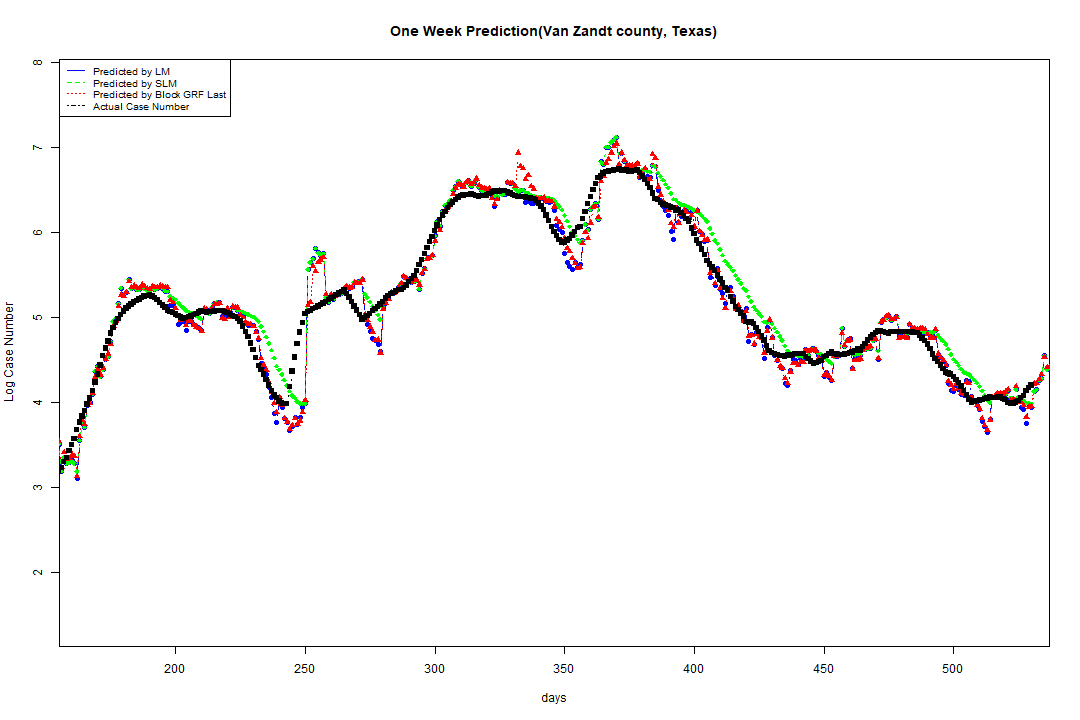 One Week Prediction(Van Zandt county, Texas)
Predicted by LM
Predicted by SLM
Predicted by Block GRF Last
Actual Case Number
8
7
6
5
4
3
2
Log Case Number
200 250 300 350 400 450 500
days